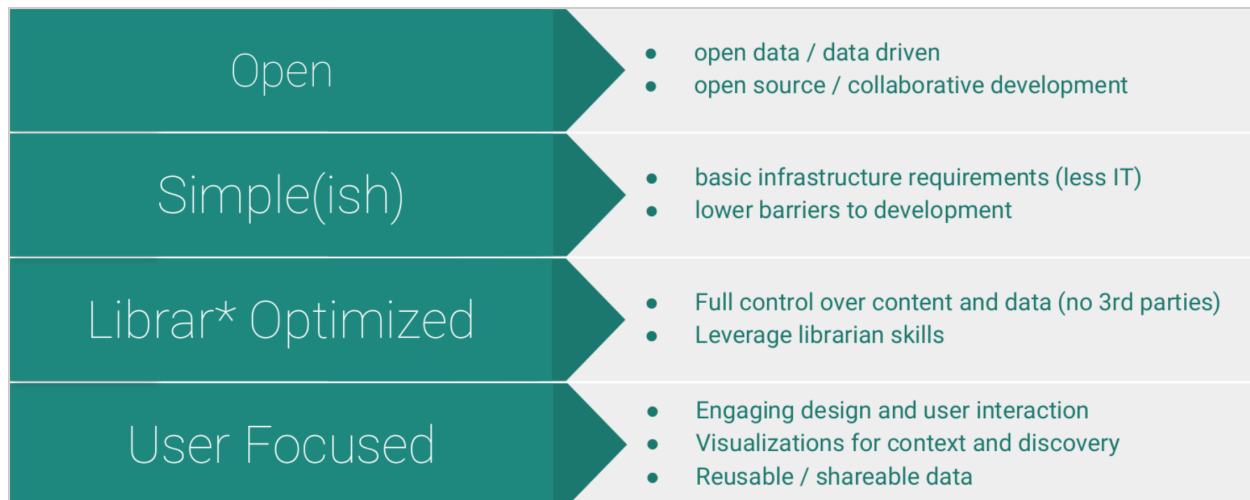 Open
● open data / data driven
● open source / collaborative development
Simple(ish)
● basic infrastructure requirements (less IT)
● lower barriers to development
Librar* Optimized
● Full control over content and data (no 3rd parties)
● Leverage librarian skills
User Focused
● Engaging design and user interaction
● Visualizations for context and discovery
● Reusable / shareable data